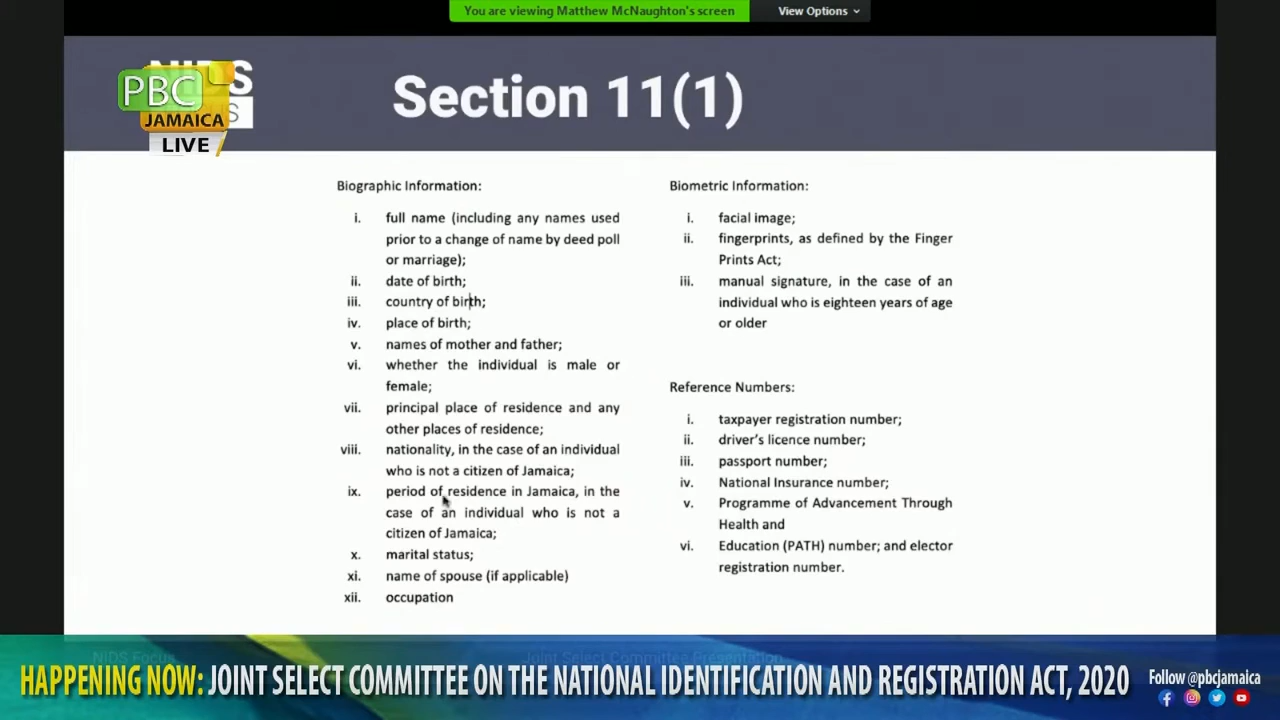 You are viewing Matthew McNaughton's screen
View Options
NIDS
PBC
JAMAICA
LIVE
Section 11(1)
Biographic Information:
i. full name (including any names used
prior to a change of name by deed poll
or marriage);
ii. date of birth;
iii. country of birth;
iv. place of birth;
v. names of mother and father;
vi. whether the individual is male or
female;
vii. principal place of residence and any
other places of residence;
viii. nationality, in the case of an individual
who is not a citizen of Jamaica;
ix. period of residence in Jamaica, in the
case of an individual who is not a
citizen of Jamaica;
x. marital status;
xi. name of spouse (if applicable)
xii. occupation
Biometric Information:
i. facial image;
ii. fingerprints, as defined by the Finger
Prints Act;
iii. manual signature, in the case of an
individual who is eighteen years of age
or older
Reference Numbers:
i. taxpayer registration number;
ii. driver's licence number;
iii. passport number;
iv. National Insurance number;
v. Programme of Advancement Through
Health and
vi. Education (PATH) number; and elector
registration number.
NIDS Focus
Joint Select Committee Presentation
HAPPENING NOW: JOINT SELECT COMMITTEE ON THE NATIONAL IDENTIFICATION AND REGISTRATION ACT, 2020
Follow @pbcjamaica